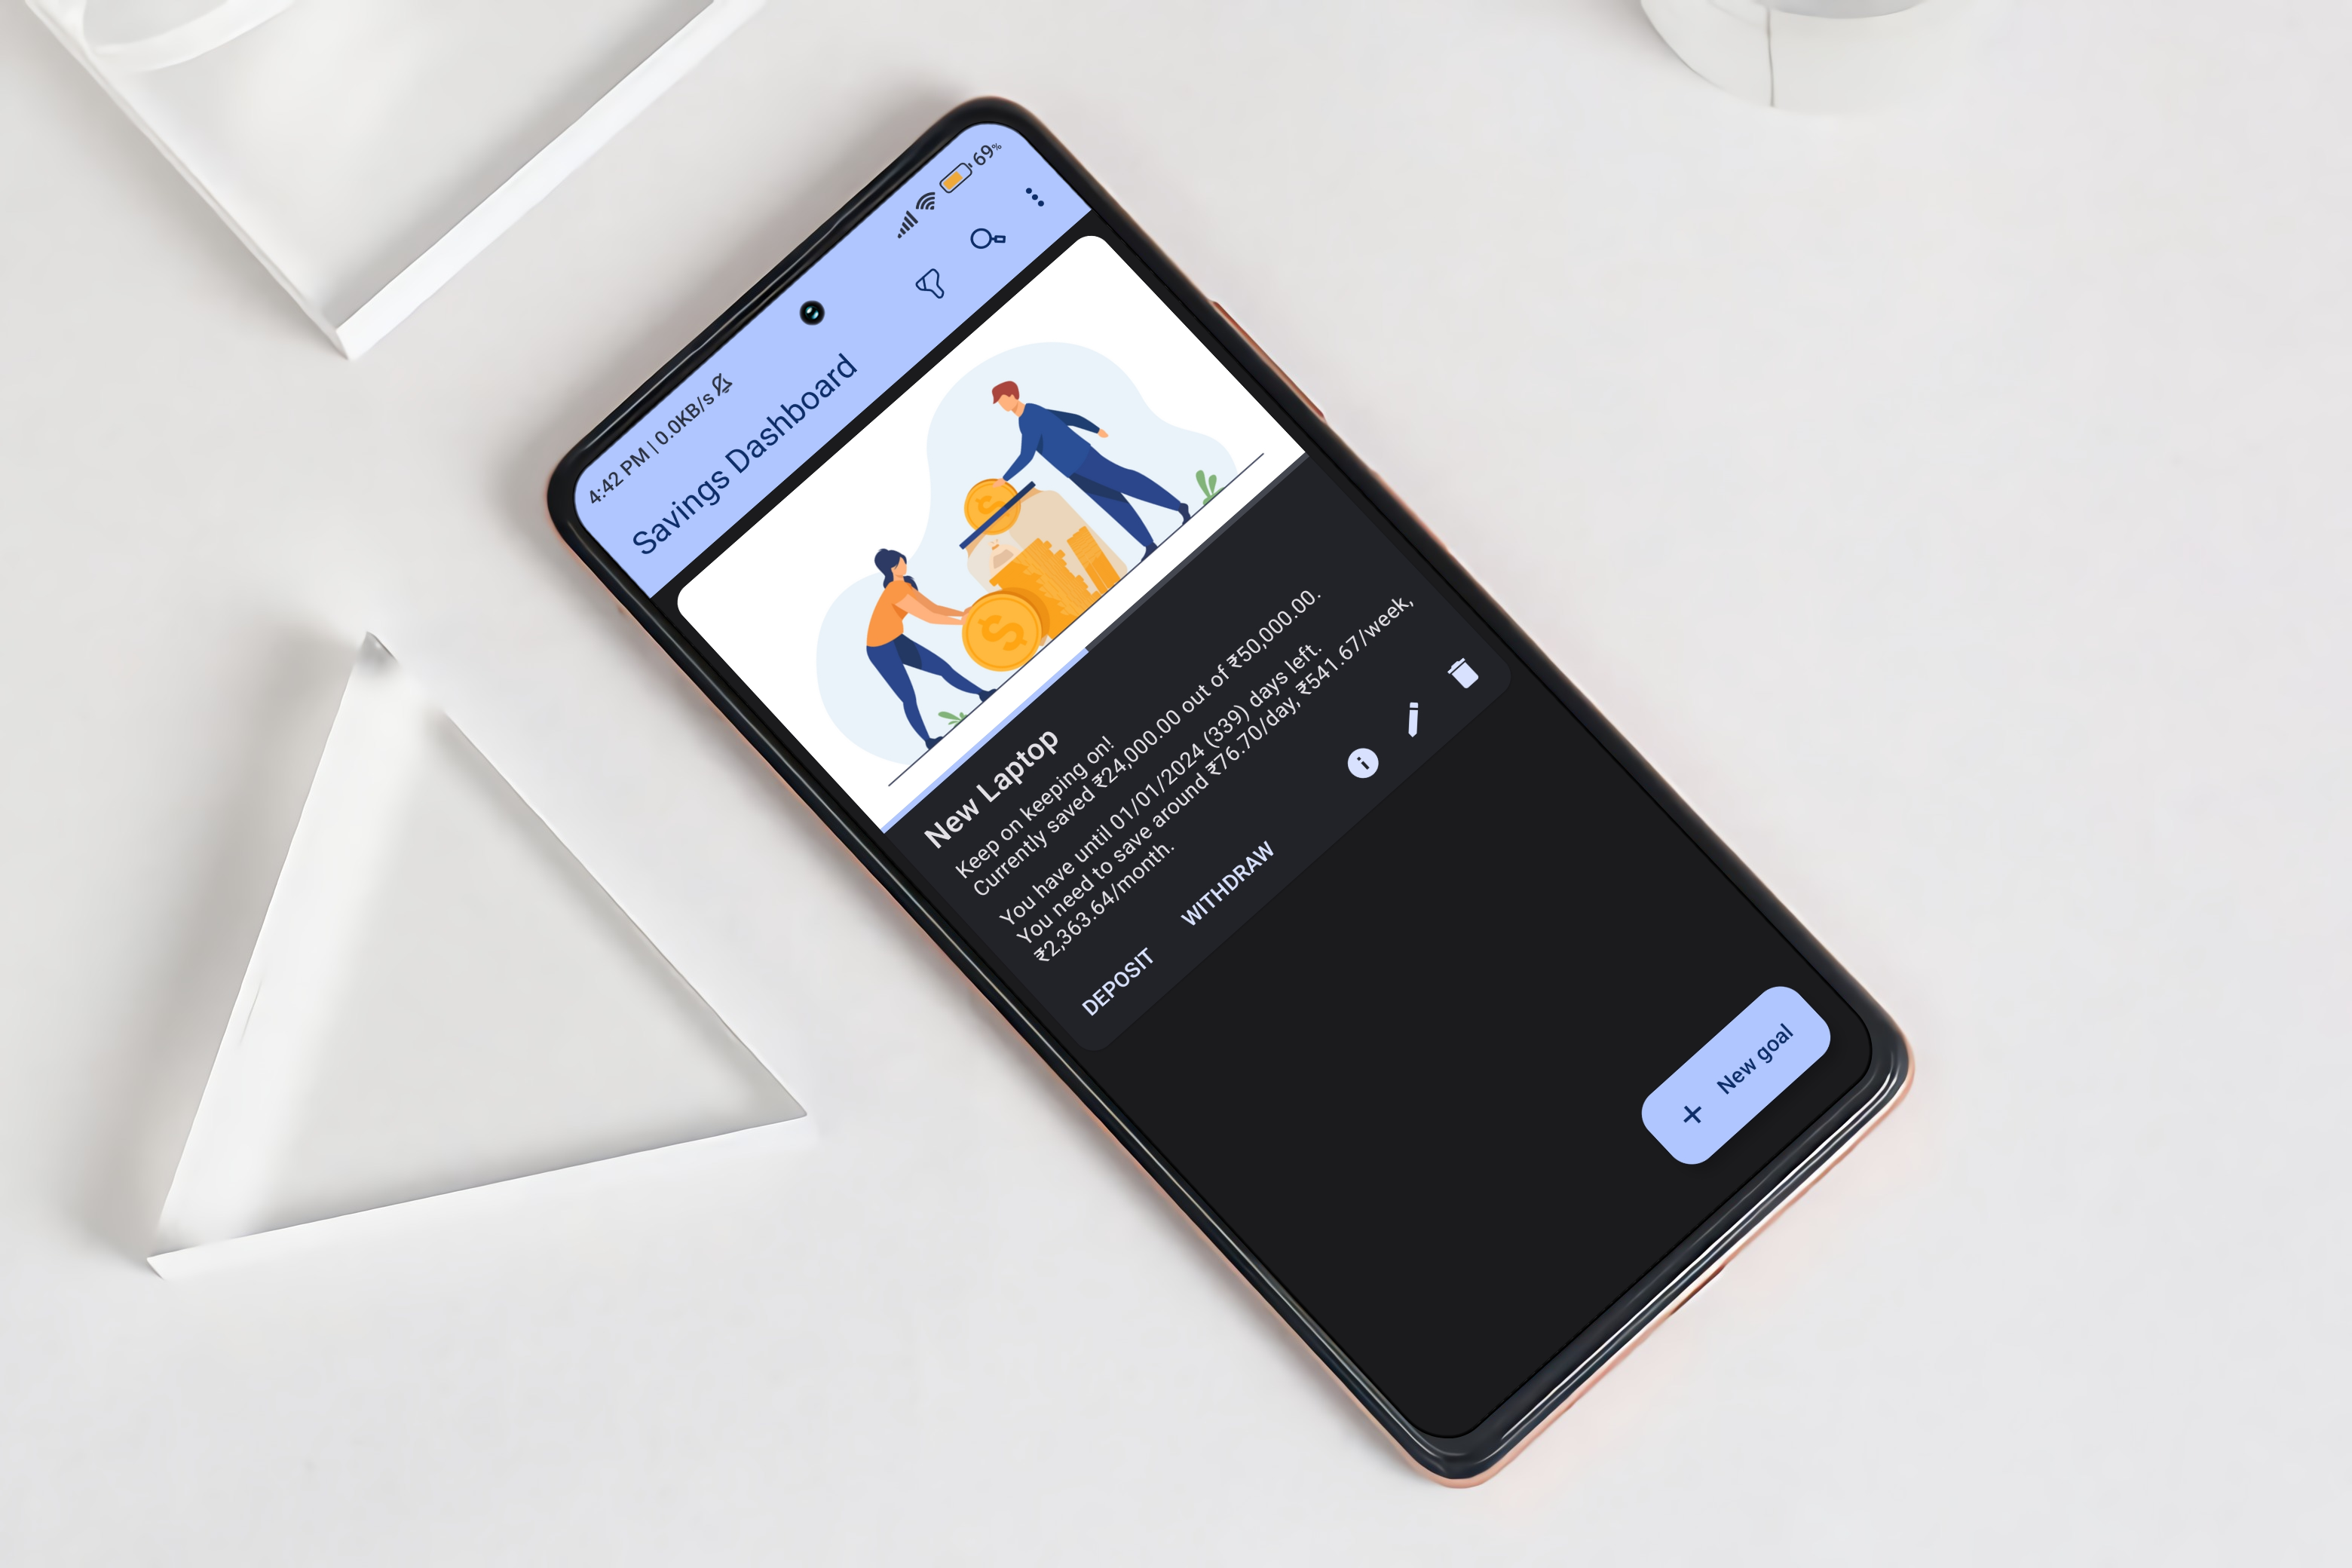 4:42 PM | 0.0KB/s
69%
Savings Dashboard
New Laptop
Keep on keeping on!
Currently saved ₹24,000.00 out of ₹50,000.00.
You have until 01/01/2024 (339) days left.
You need to save around ₹76.70/day, ₹541.67/week,
₹2,363.64/month.
DEPOSIT WITHDRAW
+ New goal